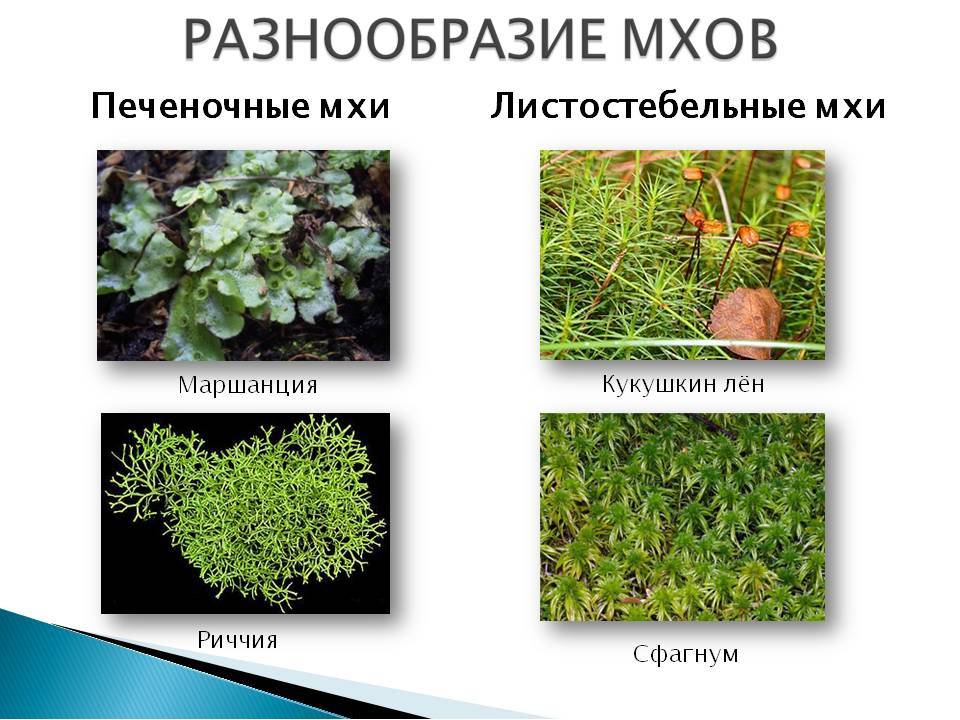 РАЗНООБРАЗИЕ МХОВ
Печеночные мхи
Листостебельные мхи
Маршанция
Кукушкин лён
Риччия
Сфагнум